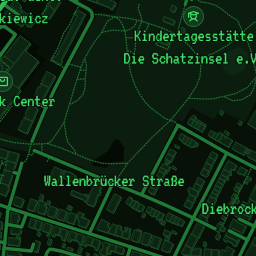 kiewicz
Kindertagesstätte
Die Schatzinsel e.V
k Center
Wallenbrücker Straße
Diebrock